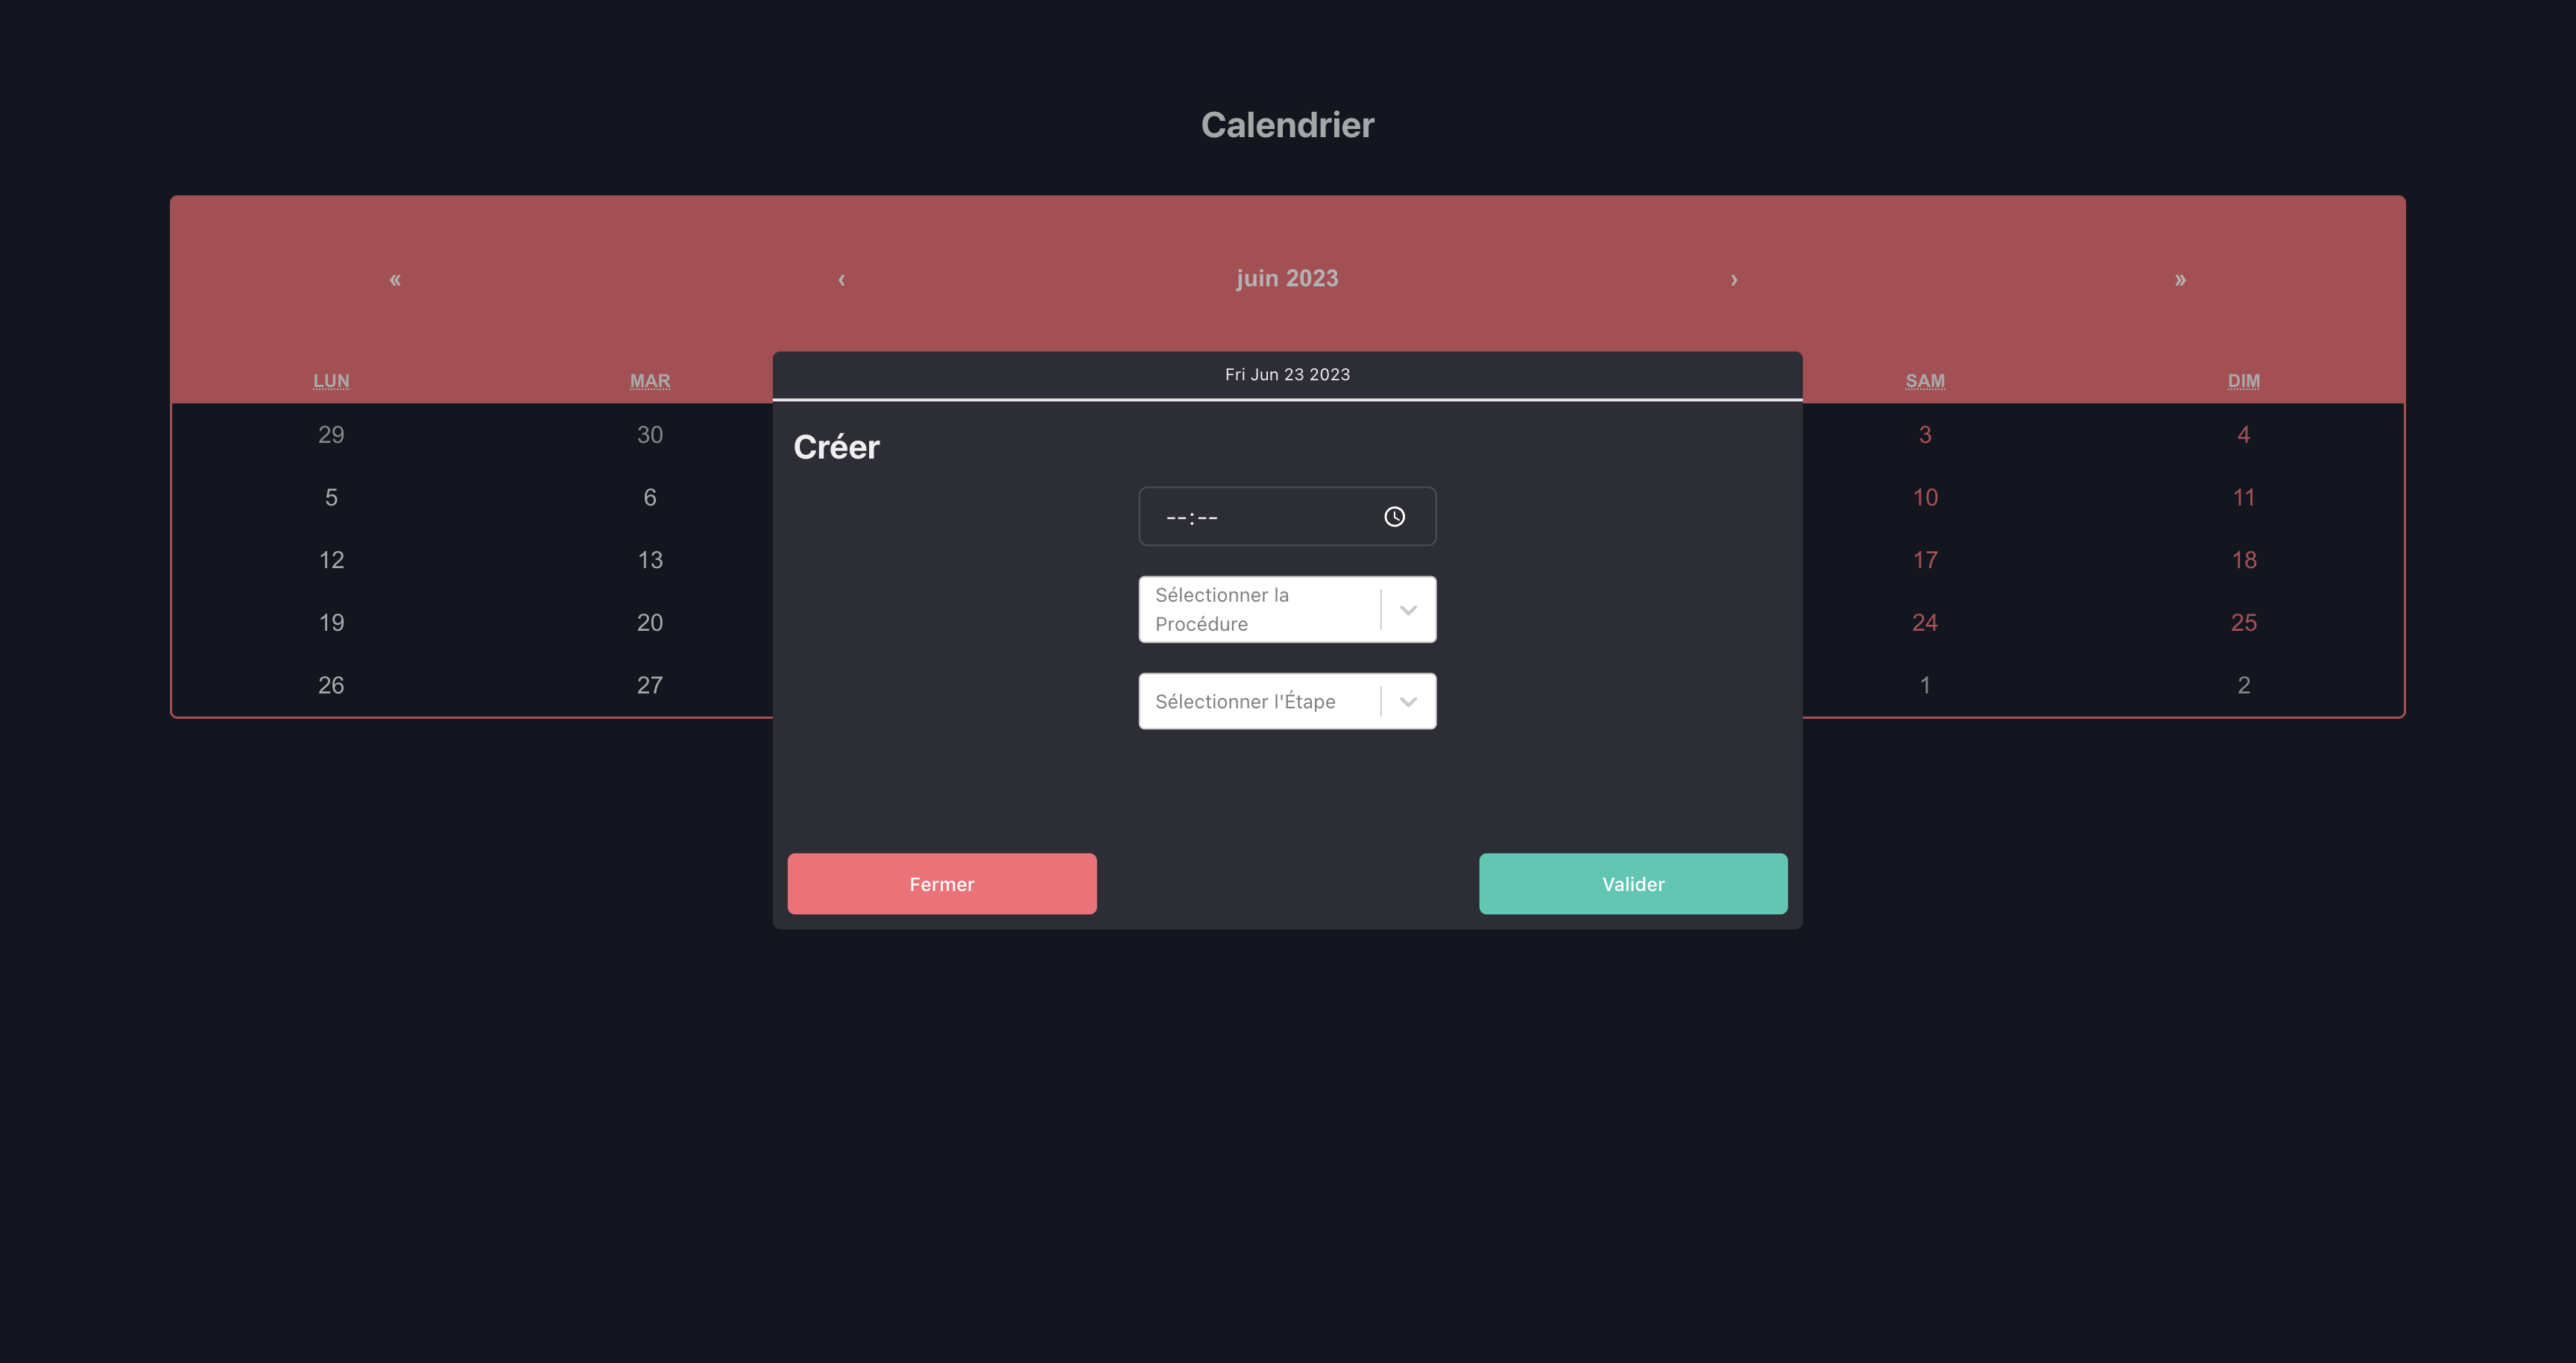 Calendrier
« ‹ juin 2023 › »
Fri Jun 23 2023
LUN MAR SAM DIM
29 30 3 4
Créer
5 6 10 11
--:--
12 13 17 18
Sélectionner la
Procédure
19 20 24 25
26 27 1 2
Sélectionner l'Étape
Fermer Valider